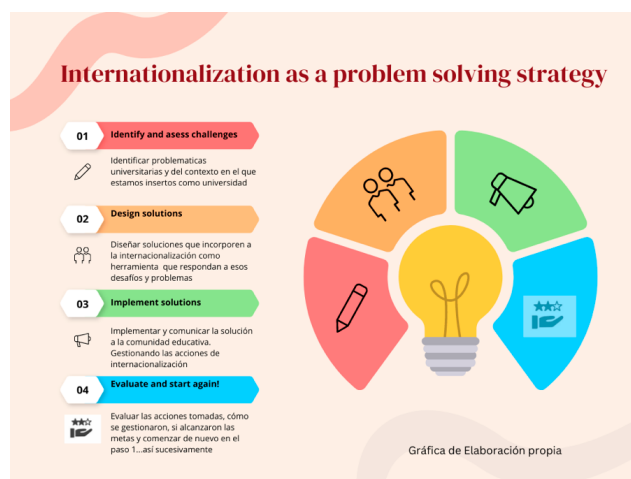 Internationalization as a problem solving strategy
01
Identify and asess challenges
Identificar problematicas
universitarias y del contexto en el que
estamos insertos como universidad
02
Design solutions
Diseñar soluciones que incorporen a
la internacionalización como
herramienta que respondan a esos
desafíos y problemas
03
Implement solutions
Implementar y comunicar la solución
a la comunidad educativa.
Gestionando las acciones de
internacionalización
04
Evaluate and start again!
Evaluar las acciones tomadas, cómo
se gestionaron, si alcanzaron las
metas y comenzar de nuevo en el
paso 1...así sucesivamente
Gráfica de Elaboración propia